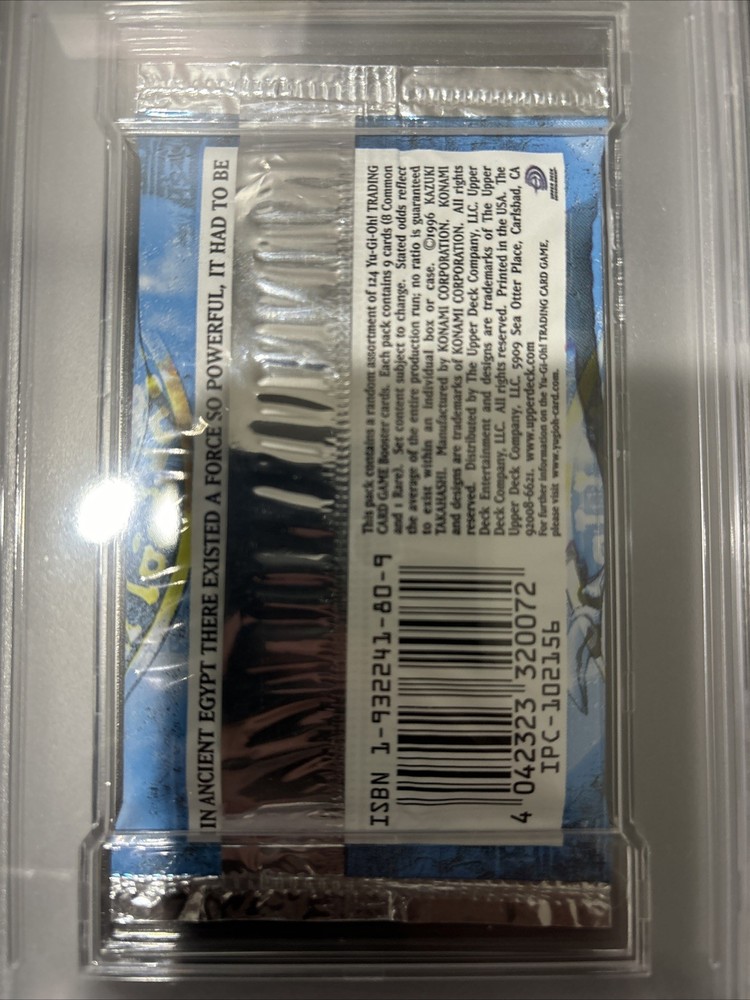 IN ANCIENT EGYPT THERE EXISTED A FORCE SO POWERFUL, IT HAD TO BE
This pack contains a random assortment of 124 Yu-Gi-Oh! TRADING
CARD GAME Booster cards. Each pack contains 9 cards (8 Common
and 1 Rare). Set content subject to change. Stated odds reflect
the average of the entire production run; no ratio is guaranteed
to exist within an individual box or case. ©1996 KAZUKI
TAKAHASHI. Manufactured by KONAMI CORPORATION. KONAMI
and designs are trademarks of KONAMI CORPORATION. All rights
reserved. Distributed by The Upper Deck Company, LLC. Upper
Deck Entertainment and designs are trademarks of The Upper
Deck Company, LLC. All rights reserved. Printed in the USA. The
Upper Deck Company, LLC. 5909 Sea Otter Place, Carlsbad, CA
92008-6621. www.upperdeck.com
For further information on the Yu-Gi-Oh! TRADING CARD GAME,
please visit www.yugioh-card.com.
UPPER DECK
ISBN 1-932241-80-9
4 042323 320072
IPC-102156